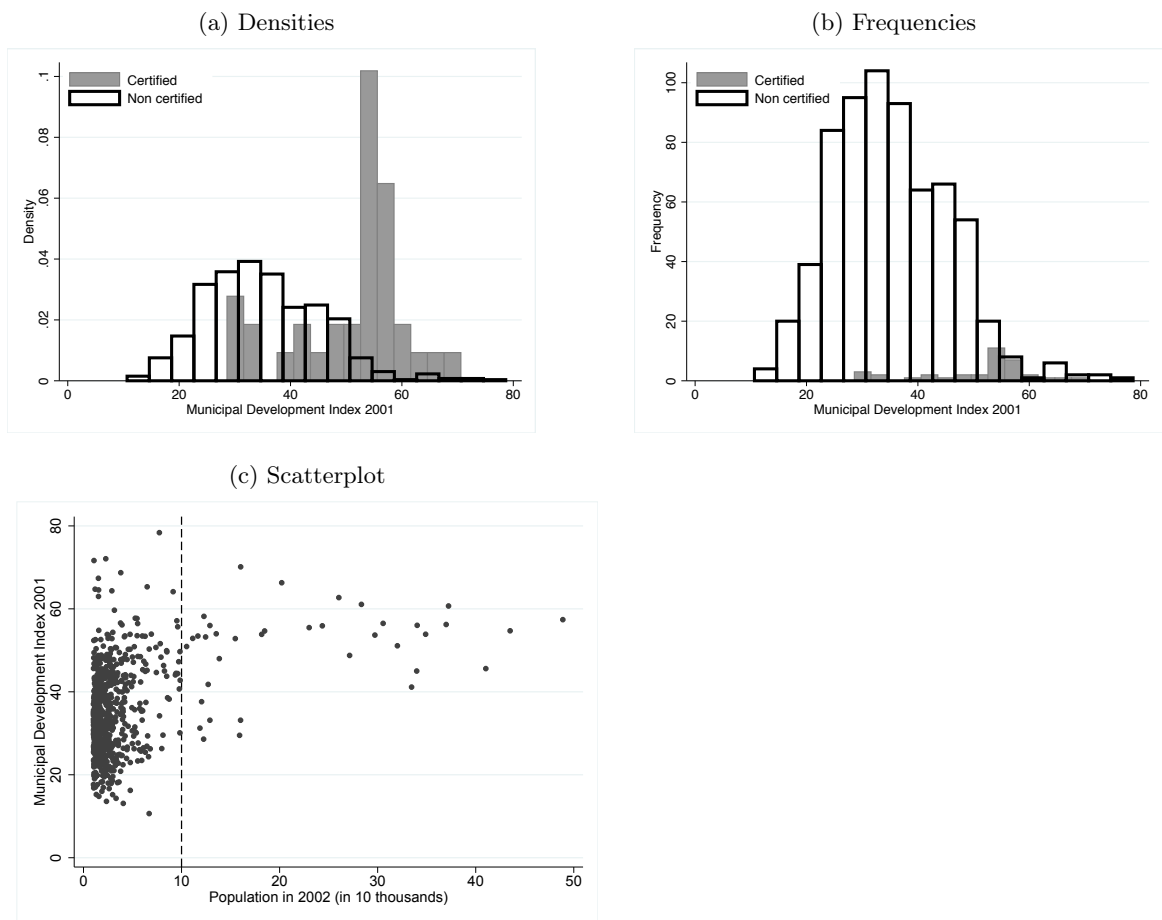 (a) Densities
Certified
Non certified
Density
0 .02 .04 .06 .08 .1
0 20 40 60 80
Municipal Development Index 2001
(b) Frequencies
Certified
Non certified
Frequency
0 20 40 60 80 100
0 20 40 60 80
Municipal Development Index 2001
(c) Scatterplot
Municipal Development Index 2001
0 20 40 60 80
0 10 20 30 40 50
Population in 2002 (in 10 thousands)